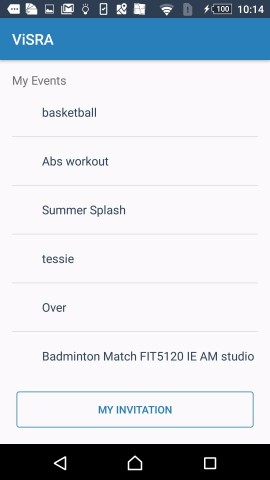 100 10:14
ViSRA
My Events
basketball
Abs workout
Summer Splash
tessie
Over
Badminton Match FIT5120 IE AM studio
MY INVITATION